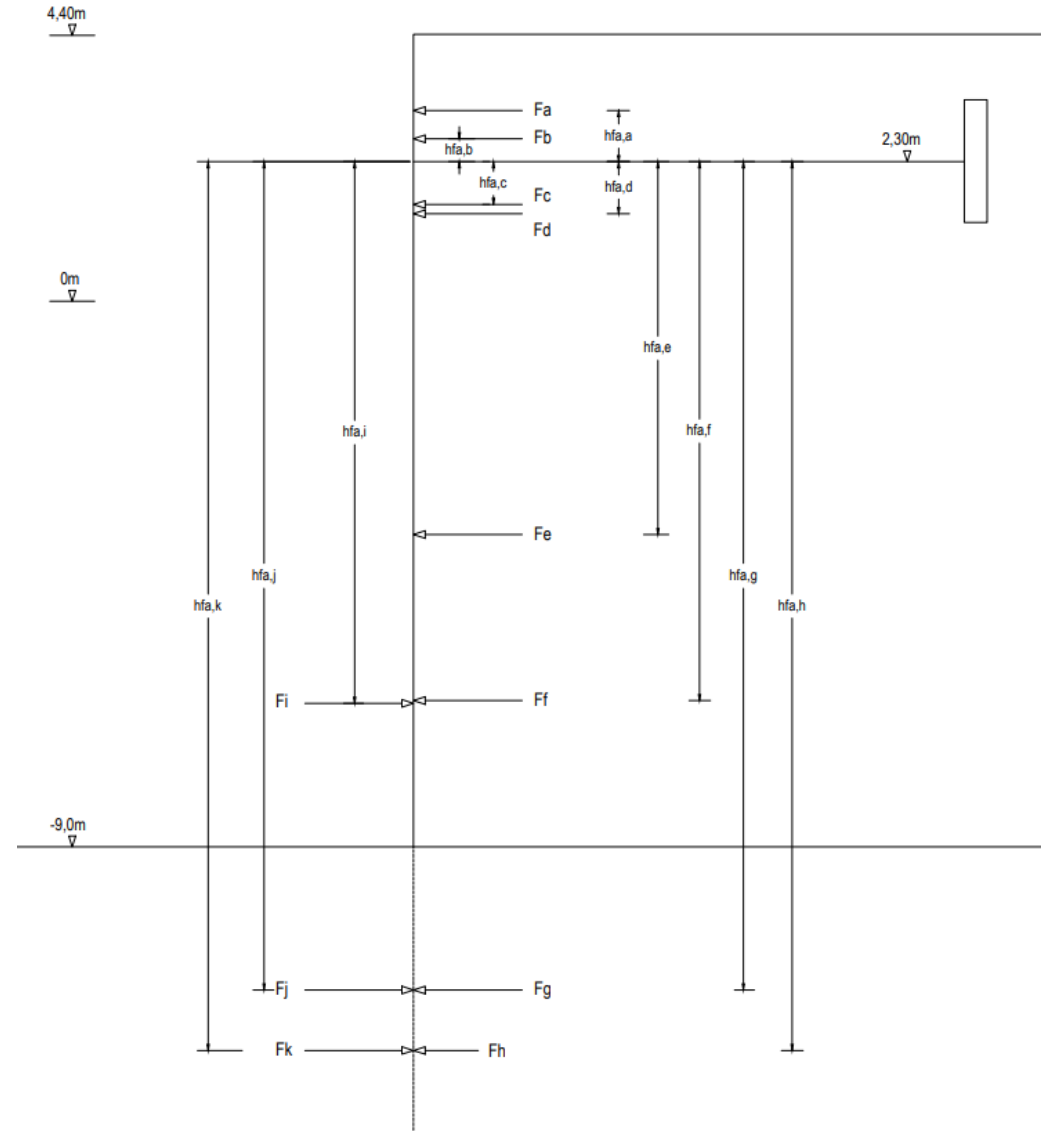 4,40m
Fa
hfa,a
Fb
hfa,b
2,30m
hfa,c
hfa,d
Fc
Fd
0m
hfa,e
hfa,i
hfa,f
Fe
hfa,j
hfa,g
hfa,k
hfa,h
Fi
Ff
-9,0m
Fj
Fg
Fk
Fh